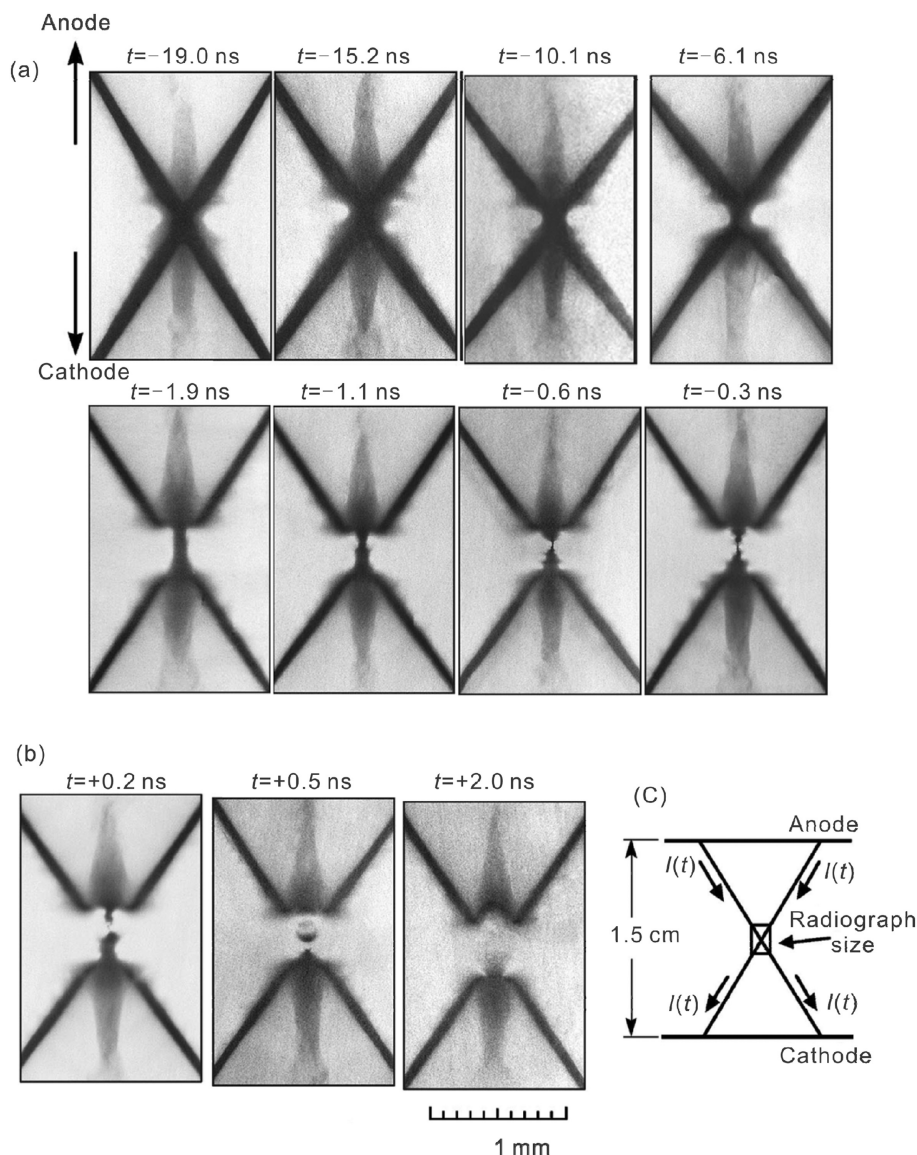 Anode
(a)
t=−19.0 ns
t=−15.2 ns
t=−10.1 ns
t=−6.1 ns
Cathode
t=−1.9 ns
t=−1.1 ns
t=−0.6 ns
t=−0.3 ns
(b)
t=+0.2 ns
t=+0.5 ns
t=+2.0 ns
1 mm
(C)
Anode
I(t)
I(t)
1.5 cm
Radiograph
size
I(t)
I(t)
Cathode